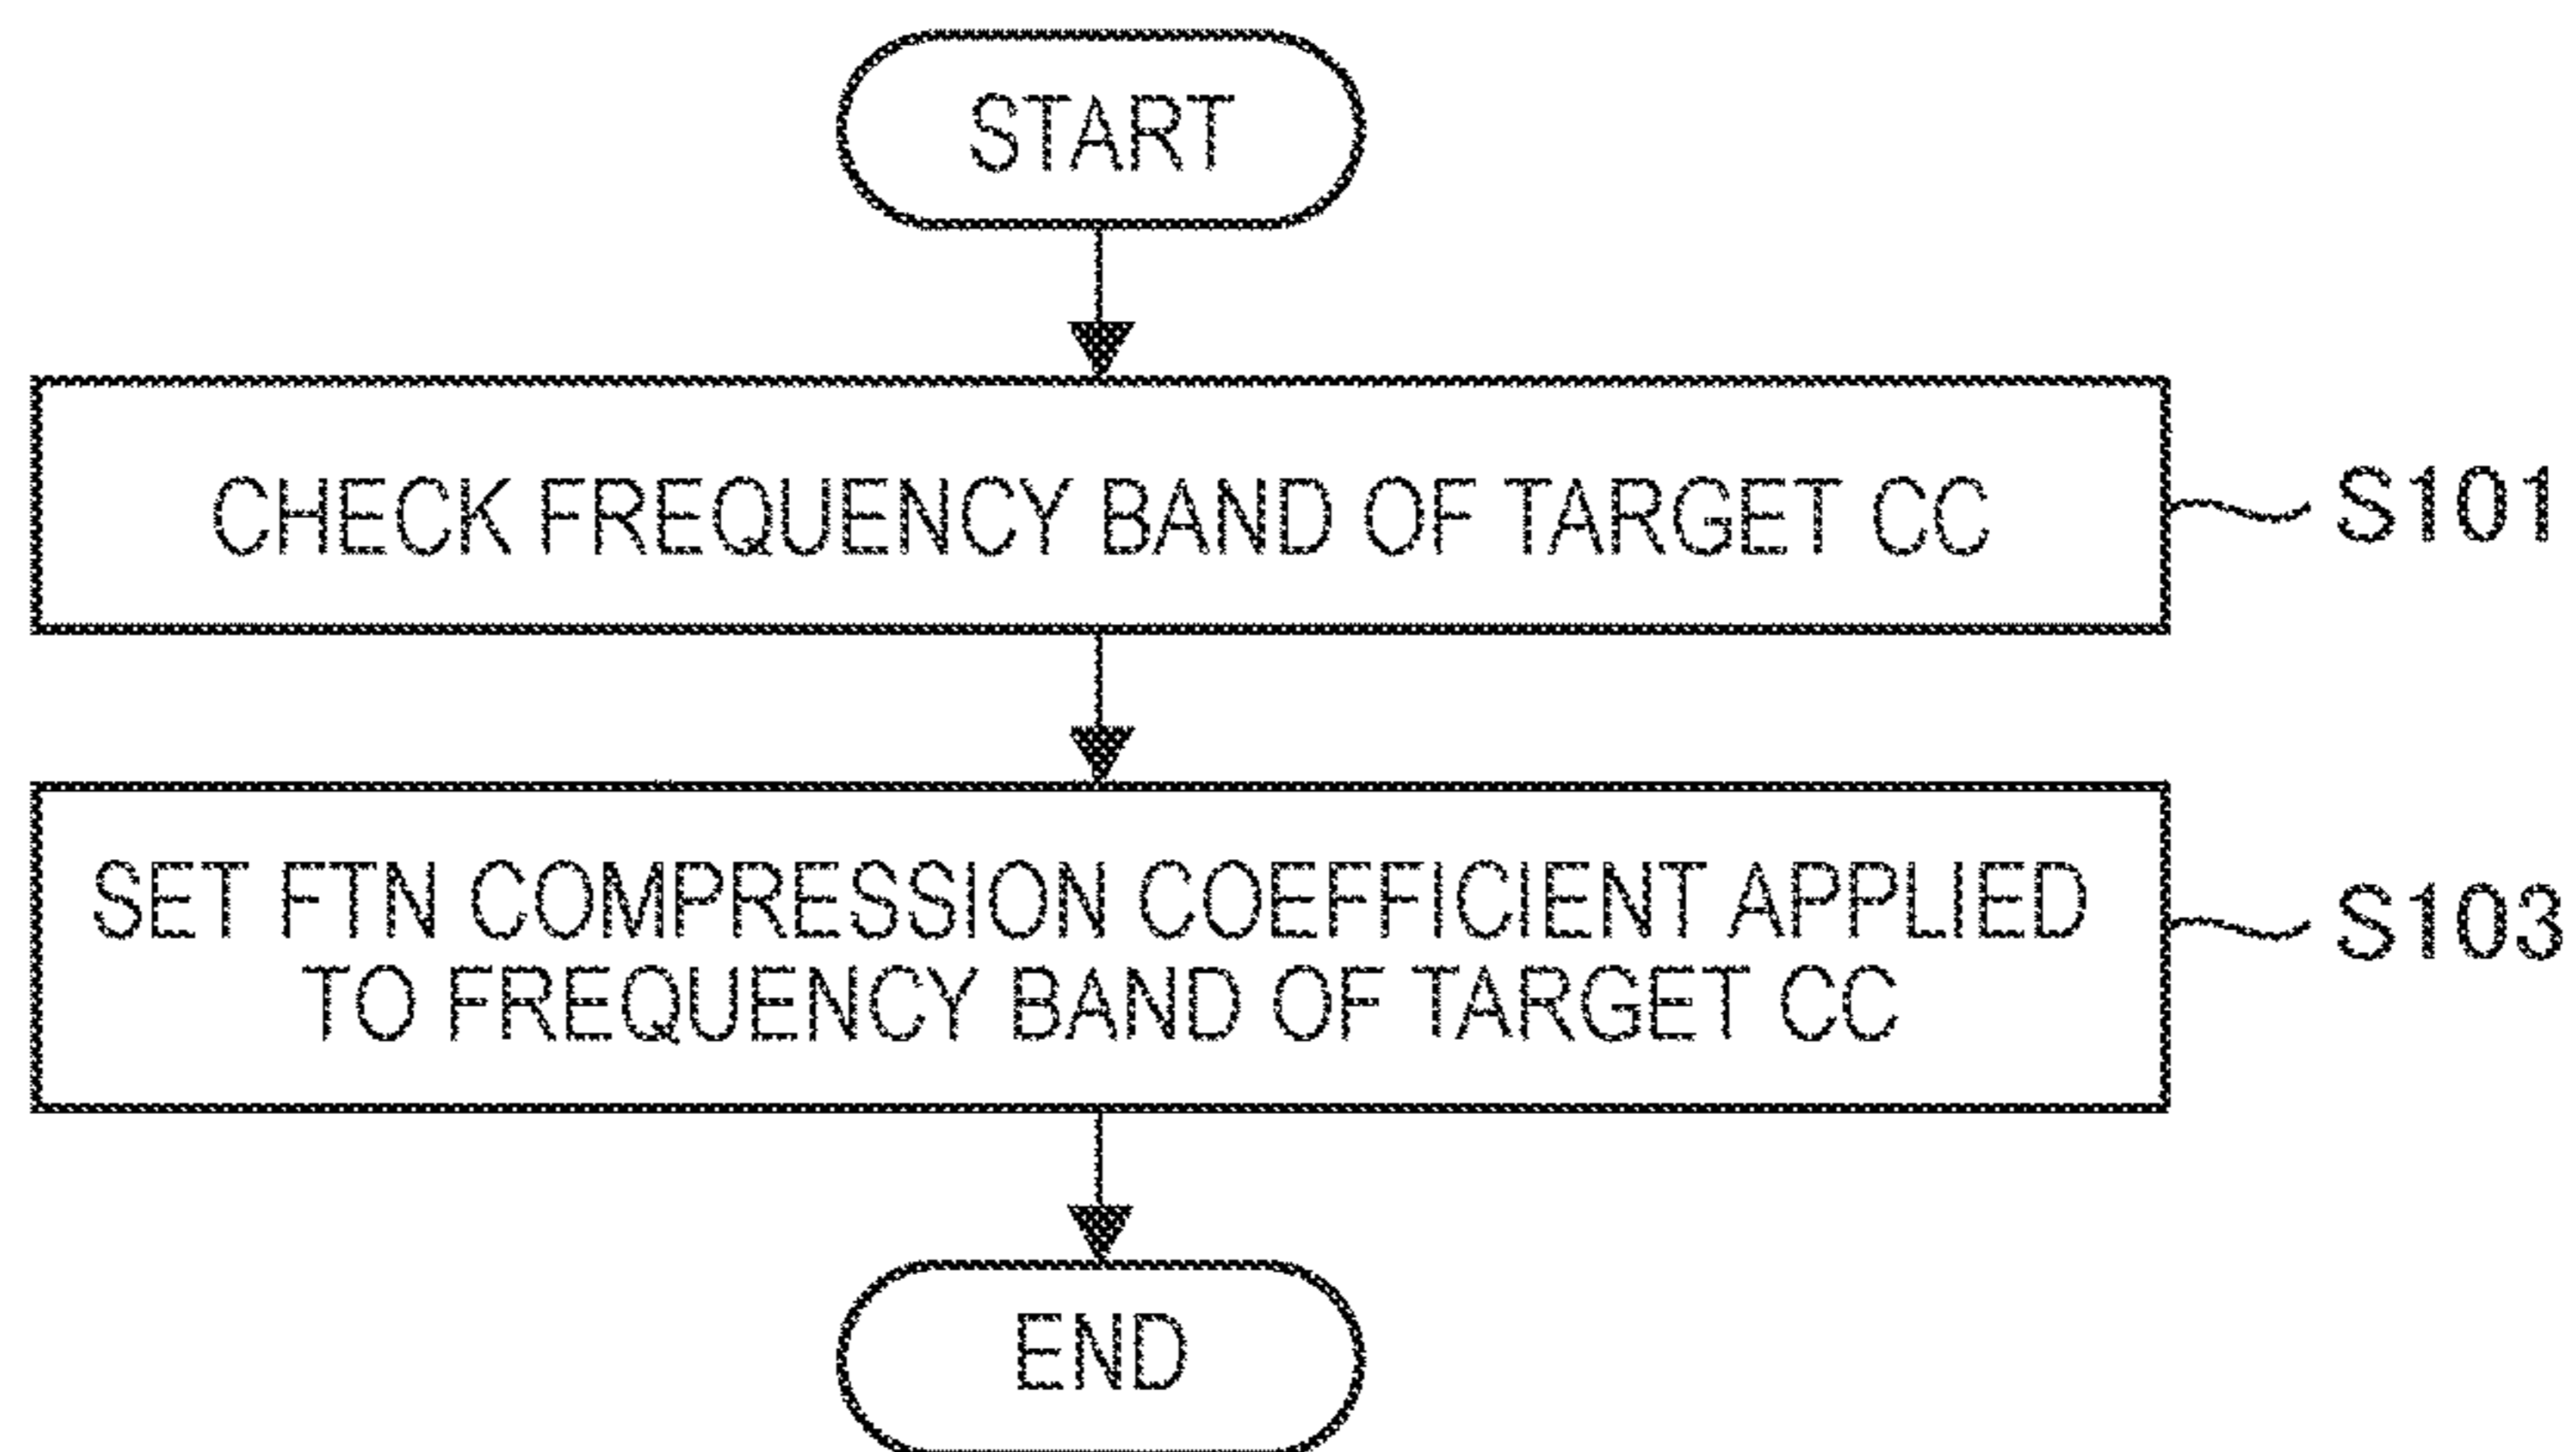 START
CHECK FREQUENCY BAND OF TARGET CC
S101
SET FTN COMPRESSION COEFFICIENT APPLIED
TO FREQUENCY BAND OF TARGET CC
S103
END